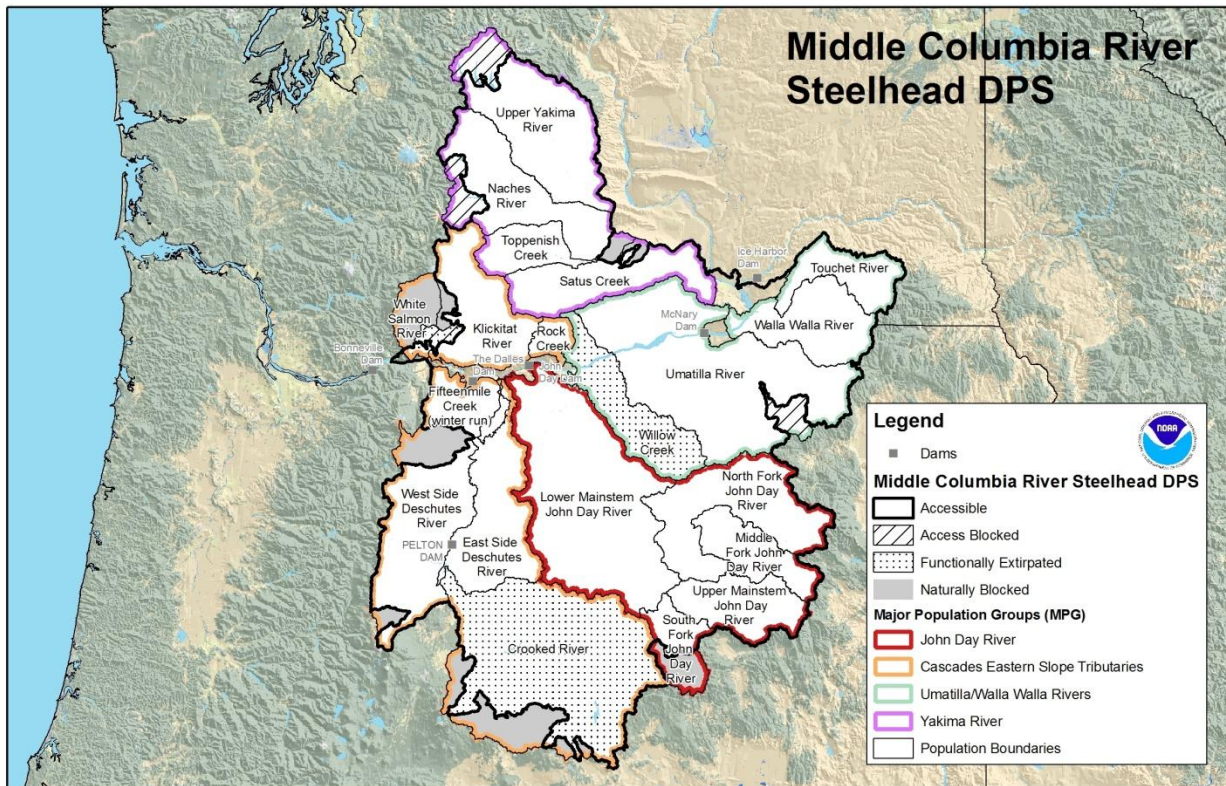 Middle Columbia River
Steelhead DPS
Upper Yakima
River
Naches
River
Toppenish
Creek
Satus Creek
Ice Harbor
Dam
Touchet River
White
Salmon
River
Klickitat
River
Rock
Creek
McNary
Dam
Walla Walla River
Bonneville
Dam
The Dalles
Dam
John
Day Dam
Umatilla River
Fifteenmile
Creek
(winter run)
Willow
Creek
West Side
Deschutes
River
Lower Mainstem
John Day River
North Fork
John Day
River
PELTON
DAM
East Side
Deschutes
River
Middle
Fork John
Day River
Upper Mainstem
John Day
River
South
Fork
John
Day
River
Crooked River
Legend
NOAA
Dams
Middle Columbia River Steelhead DPS
Accessible
Access Blocked
Functionally Extirpated
Naturally Blocked
Major Population Groups (MPG)
John Day River
Cascades Eastern Slope Tributaries
Umatilla/Walla Walla Rivers
Yakima River
Population Boundaries